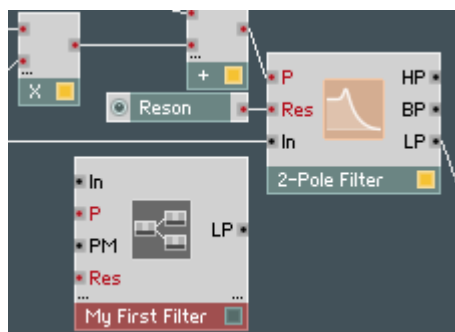 ...
X
...
+
Reson
P
Res
In
HP
BP
LP
2-Pole Filter
In
P
PM
Res
...
LP
...
My First Filter